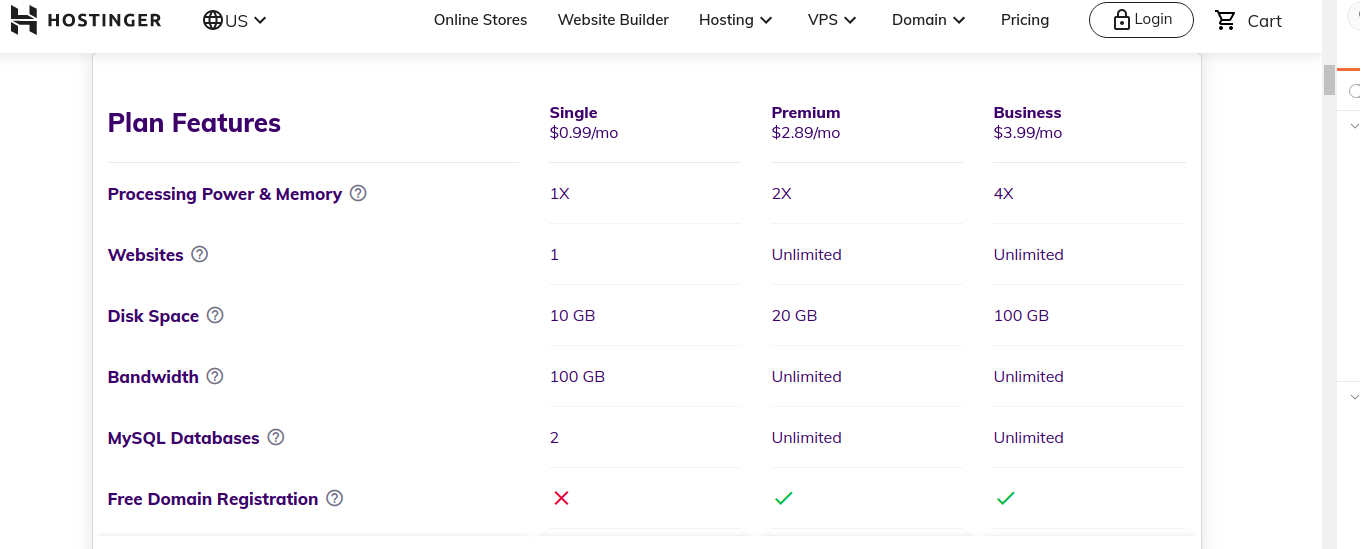 HOSTINGER US Online Stores Website Builder Hosting VPS Domain Pricing Login Cart
Plan Features
Single Premium Business
$0.99/mo $2.89/mo $3.99/mo
Processing Power & Memory ? 1X 2X 4X
Websites ? 1 Unlimited Unlimited
Disk Space ? 10 GB 20 GB 100 GB
Bandwidth ? 100 GB Unlimited Unlimited
MySQL Databases ? 2 Unlimited Unlimited
Free Domain Registration ?